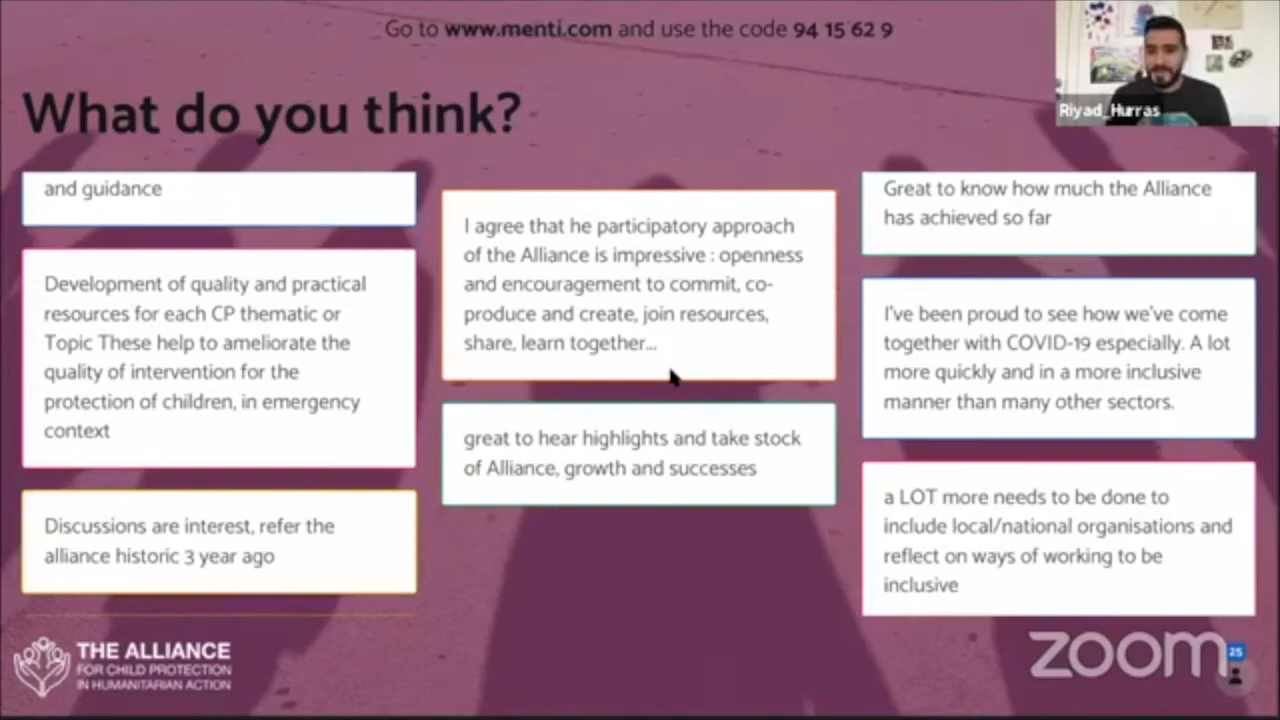 Go to www.menti.com and use the code 94 15 62 9
Riyad_Hurras
What do you think?
and guidance
Development of quality and practical
resources for each CP thematic or
Topic These help to ameliorate the
quality of intervention for the
protection of children, in emergency
context
Discussions are interest, refer the
alliance historic 3 year ago
I agree that he participatory approach
of the Alliance is impressive : openness
and encouragement to commit, co-
produce and create, join resources,
share, learn together...
great to hear highlights and take stock
of Alliance, growth and successes
Great to know how much the Alliance
has achieved so far
I've been proud to see how we've come
together with COVID-19 especially. A lot
more quickly and in a more inclusive
manner than many other sectors.
a LOT more needs to be done to
include local/national organisations and
reflect on ways of working to be
inclusive
THE ALLIANCE
FOR CHILD PROTECTION
IN HUMANITARIAN ACTION
zoom
25